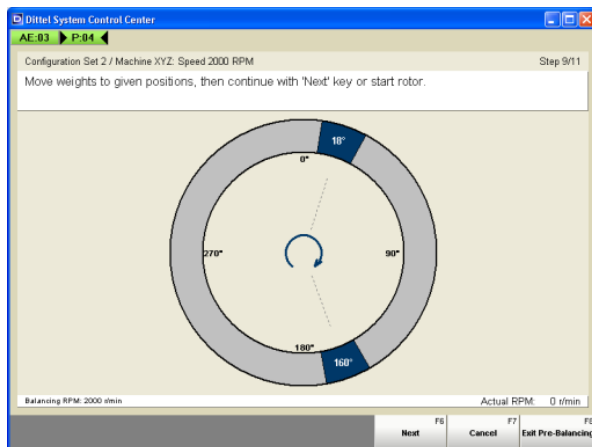 Dittel System Control Center
AE:03 P:04
Configuration Set 2 / Machine XYZ: Speed 2000 RPM Step 9/11
Move weights to given positions, then continue with 'Next' key or start rotor.
18°
0°
270°
90°
180°
160°
Balancing RPM: 2000 r/min Actual RPM: 0 r/min
F6 F7 F8
Next Cancel Exit Pre-Balancing